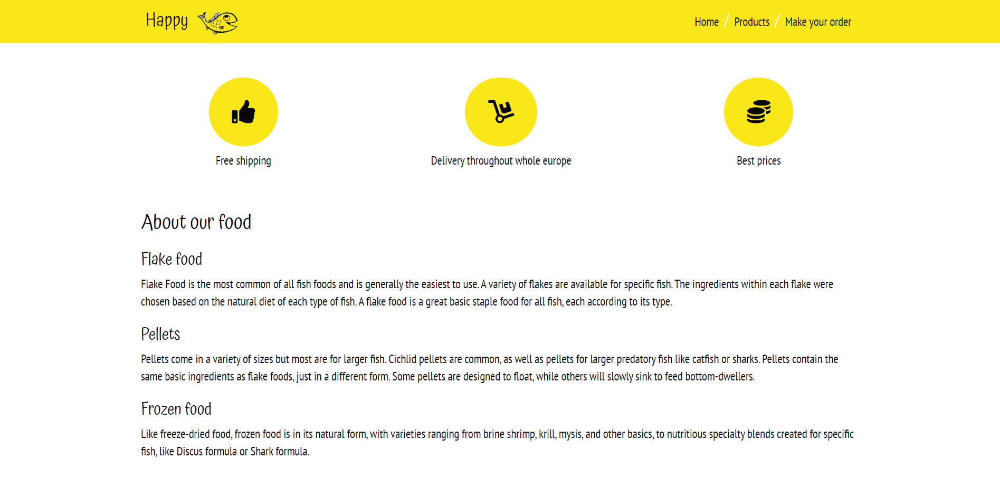 Happy
Home / Products / Make your order
Free shipping
Delivery throughout whole europe
Best prices
About our food
Flake food
Flake Food is the most common of all fish foods and is generally the easiest to use. A variety of flakes are available for specific fish. The ingredients within each flake were
chosen based on the natural diet of each type of fish. A flake food is a great basic staple food for all fish, each according to its type.
Pellets
Pellets come in a variety of sizes but most are for larger fish. Cichlid pellets are common, as well as pellets for larger predatory fish like catfish or sharks. Pellets contain the
same basic ingredients as flake foods, just in a different form. Some pellets are designed to float, while others will slowly sink to feed bottom-dwellers.
Frozen food
Like freeze-dried food, frozen food is in its natural form, with varieties ranging from brine shrimp, krill, mysis, and other basics, to nutritious specialty blends created for specific
fish, like Discus formula or Shark formula.